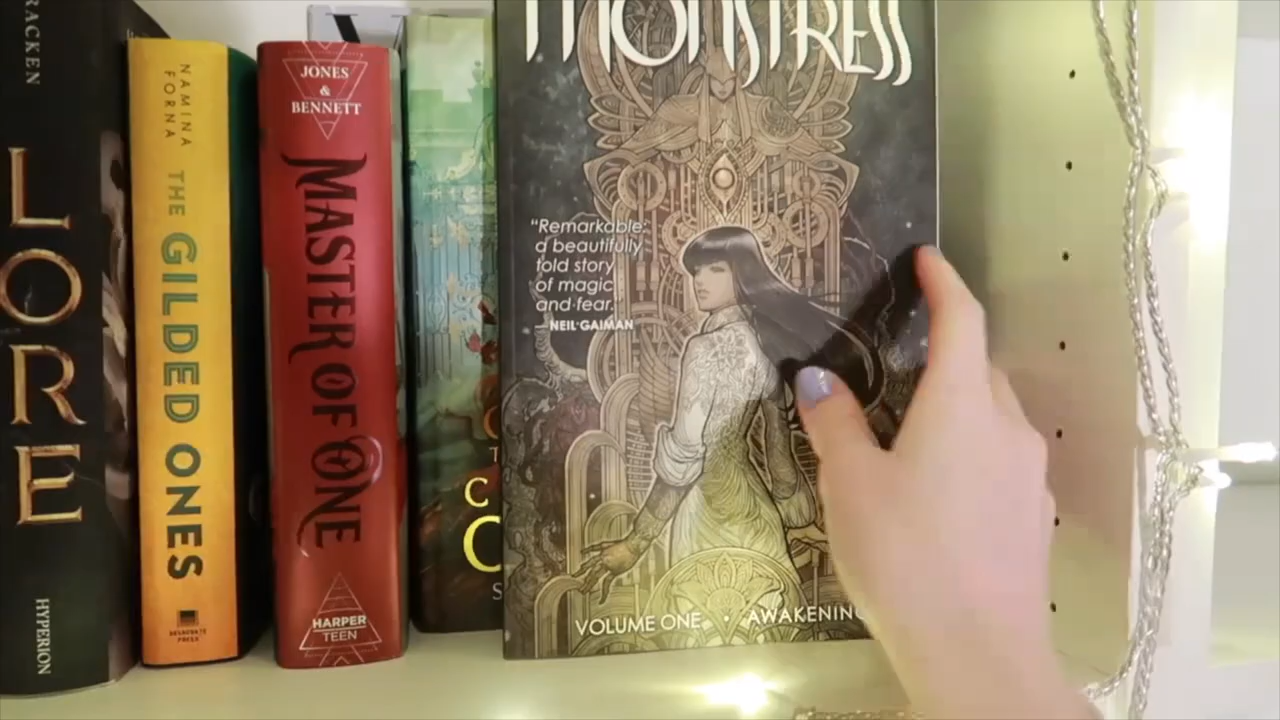 RACKEN
LORE
HYPERION
NAMINA
FORNA
THE GILDED ONES
JONES
&
BENNETT
MASTER OF ONE
HARPER
TEEN
C
O
S
MONSTRESS
"Remarkable:
a beautifully
told story
of magic
and fear."
—NEIL GAIMAN
VOLUME ONE • AWAKENING